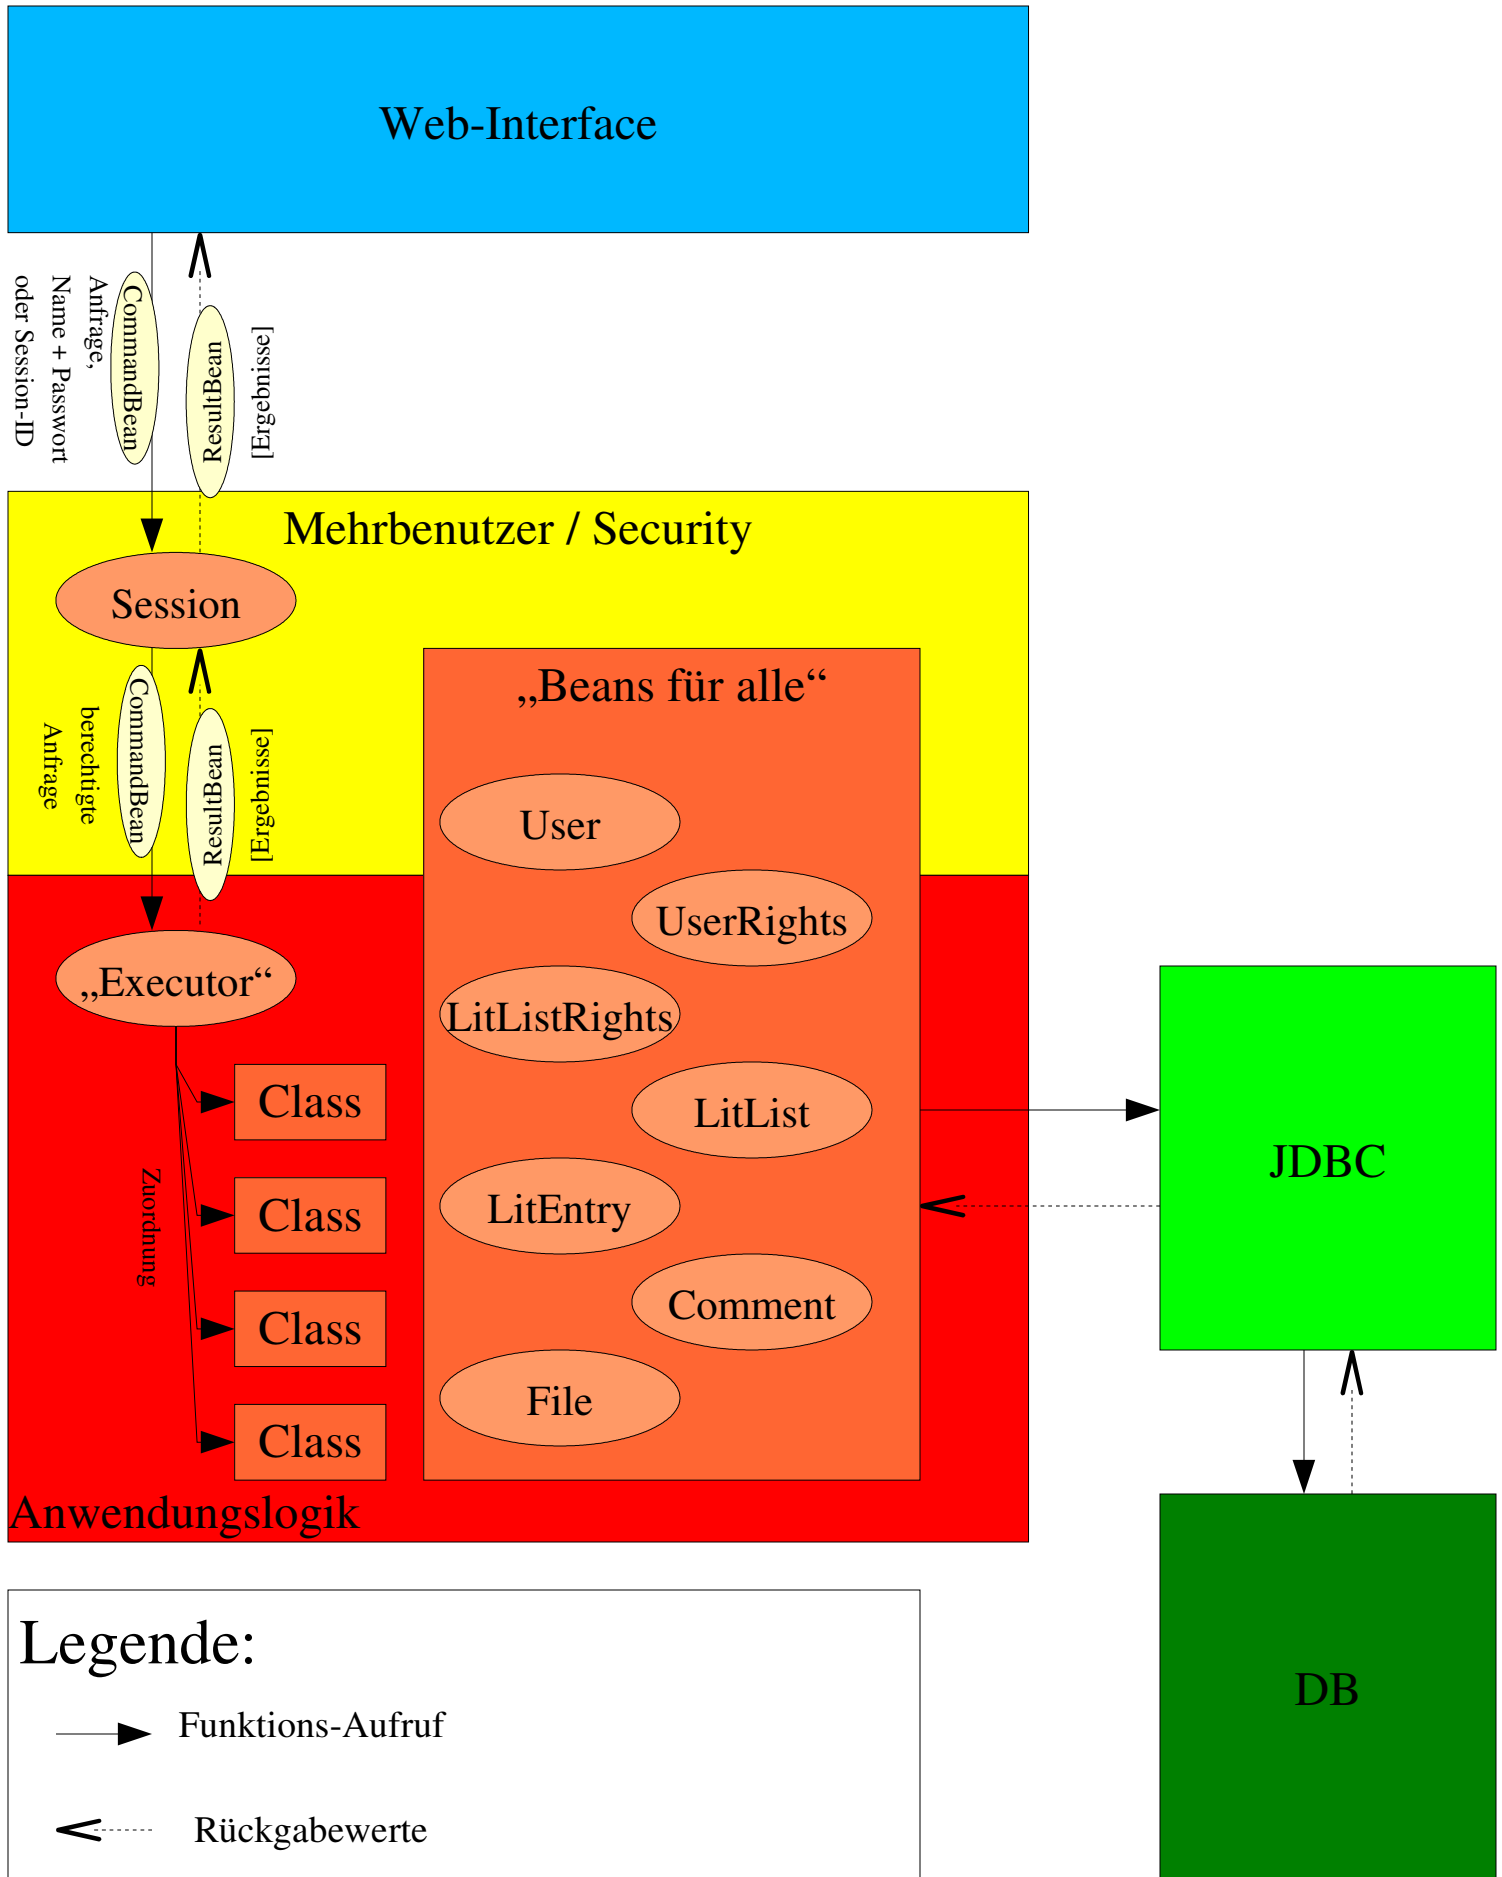 Web-Interface
Anfrage,
Name + Passwort
oder Session-ID
CommandBean
ResultBean
[Ergebnisse]
Mehrbenutzer / Security
Session
berechtigte
Anfrage
CommandBean
ResultBean
[Ergebnisse]
„Beans für alle“
User
UserRights
LitListRights
LitList
LitEntry
Comment
File
„Executor“
Zuordnung
Class
Class
Class
Class
Anwendungslogik
JDBC
DB
Legende:
Funktions-Aufruf
Rückgabewerte